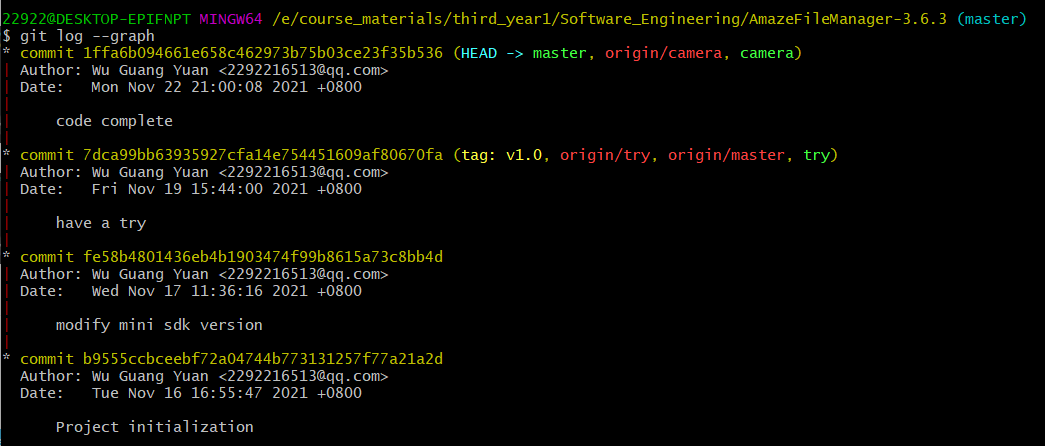 22922@DESKTOP-EPIFNPT MINGW64 /e/course_materials/third_year1/Software_Engineering/AmazeFileManager-3.6.3 (master)
$ git log --graph
* commit 1ffa6b094661e658c462973b75b03ce23f35b536 (HEAD -> master, origin/camera, camera)
| Author: Wu Guang Yuan <2292216513@qq.com>
| Date:   Mon Nov 22 21:00:08 2021 +0800
|
|     code complete
|
* commit 7dca99bb63935927cfa14e754451609af80670fa (tag: v1.0, origin/try, origin/master, try)
| Author: Wu Guang Yuan <2292216513@qq.com>
| Date:   Fri Nov 19 15:44:00 2021 +0800
|
|     have a try
|
* commit fe58b4801436eb4b1903474f99b8615a73c8bb4d
| Author: Wu Guang Yuan <2292216513@qq.com>
| Date:   Wed Nov 17 11:36:16 2021 +0800
|
|     modify mini sdk version
|
* commit b9555ccbceebf72a04744b773131257f77a21a2d
  Author: Wu Guang Yuan <2292216513@qq.com>
  Date:   Tue Nov 16 16:55:47 2021 +0800

      Project initialization